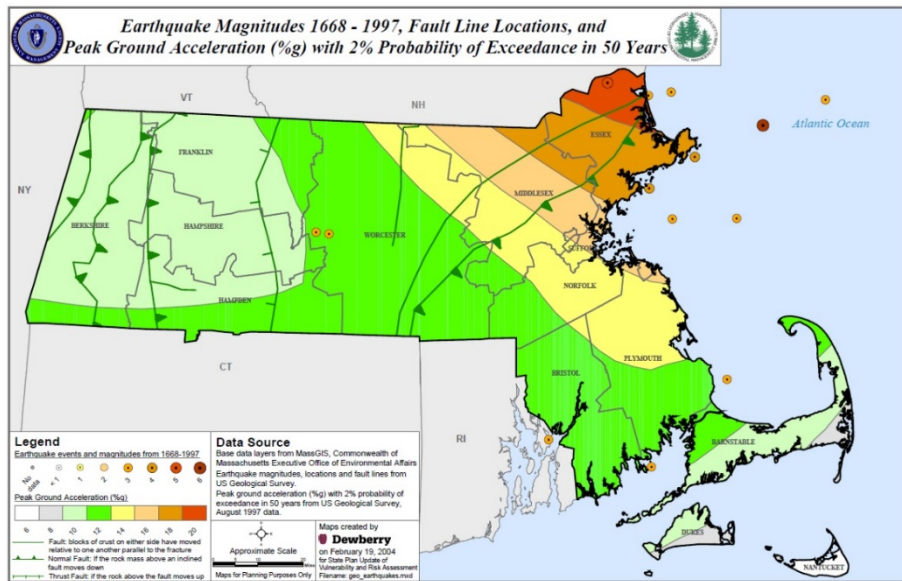 Earthquake Magnitudes 1668 - 1997, Fault Line Locations, and
Peak Ground Acceleration (%g) with 2% Probability of Exceedance in 50 Years
VT
NH
Atlantic Ocean
ESSEX
FRANKLIN
NY
MIDDLESEX
BERKSHIRE
HAMPSHIRE
WORCESTER
SUFFOLK
NORFOLK
HAMPDEN
PLYMOUTH
CT
BRISTOL
RI
BARNSTABLE
DUKES
NANTUCKET
Legend
Earthquake events and magnitudes from 1668-1997
No data
< 1
1
2
3
4
5
6
Peak Ground Acceleration (%g)
6
8
10
12
14
16
18
20
Fault: blocks of crust on either side have moved
relative to one another parallel to the fracture
Normal Fault: If the rock mass above an inclined
fault moves down
Thrust Fault: if the rock above the fault moves up
Data Source
Base data layers from MassGIS, Commonwealth of
Massachusetts Executive Office of Environmental Affairs
Earthquake magnitudes, locations and fault lines from
US Geological Survey.
Peak ground acceleration (%g) with 2% probability of
exceedance in 50 years from US Geological Survey,
August 1997 data.
Approximate Scale
Maps for Planning Purposes Only
Maps created by
Dewberry
on February 19, 2004
for State Plan Update of
Vulnerability and Risk Assessment
Filename: geo_earthquakes.mxd